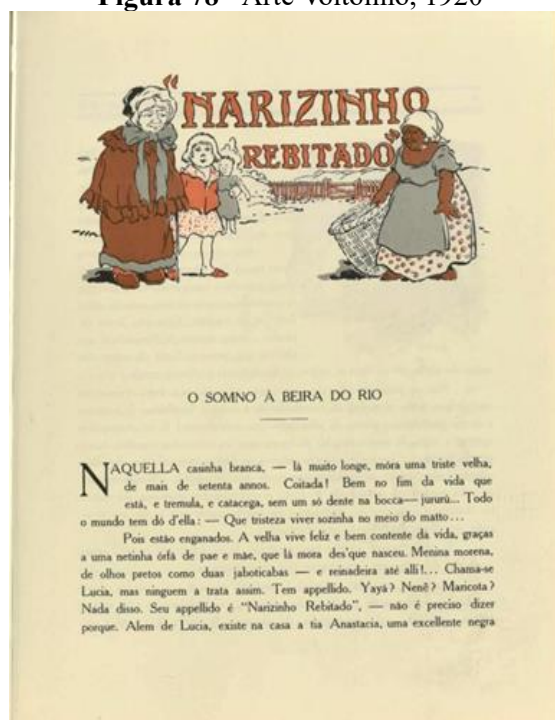 Figura 78 Arte Voltolino, 1920
"NARIZINHO
REBITADO"
O SOMNO À BEIRA DO RIO
NAQUELLA casinha branca, — lá muito longe, móra uma triste velha,
de mais de setenta annos. Coitada! Bem no fim da vida que
está, e tremula, e catacega, sem um só dente na bocca — jururú... Todo
o mundo tem dó d'ella: — Que tristeza viver sozinha no meio do matto...
Pois estão enganados. A velha vive feliz e bem contente da vida, graças
a uma netinha órfã de pae e mãe, que lá mora des'que nasceu. Menina morena,
de olhos pretos como duas jaboticabas — e reinadeira até alli!... Chama-se
Lucia, mas ninguem a trata assim. Tem appellido. Yayá? Nenê? Maricota?
Nada disso. Seu appellido é "Narizinho Rebitado", — não é preciso dizer
porque. Alem de Lucia, existe na casa a tia Anastacia, uma excellente negra